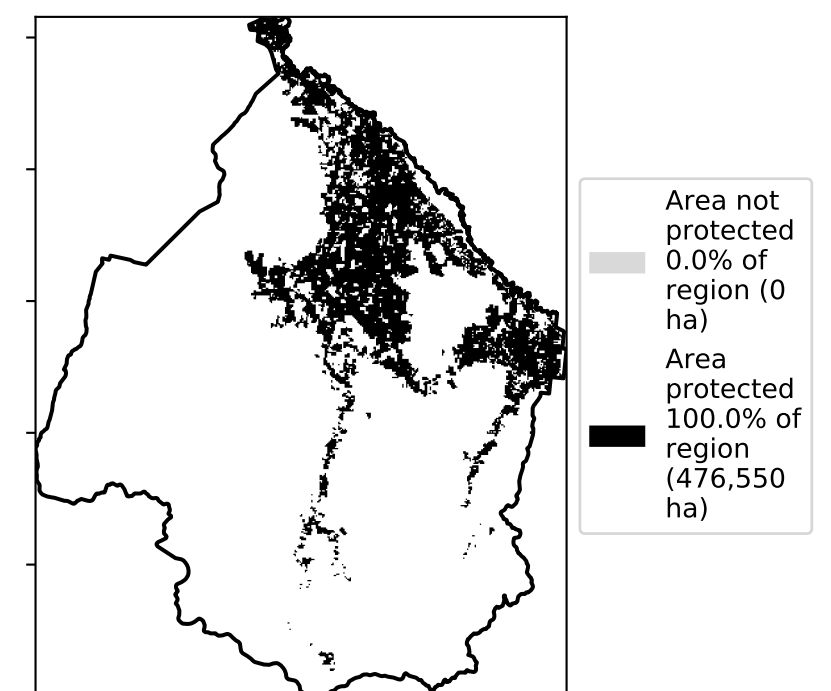 Area not
protected
0.0% of
region (0
ha)
Area
protected
100.0% of
region
(476,550
ha)